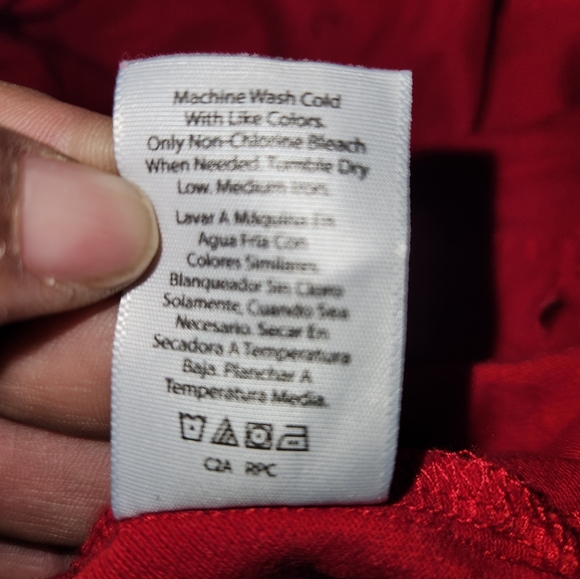 Machine Wash Cold
With Like Colors.
Only Non-Chlorine Bleach
When Needed. Tumble Dry
Low. Medium Iron.
Lavar A Máquina En
Agua Fría Con
Colores Similares.
Blanqueador Sin Cloro
Solamente, Cuando Sea
Necesario. Secar En
Secadora A Temperatura
Baja. Planchar A
Temperatura Media.
C2A RPC